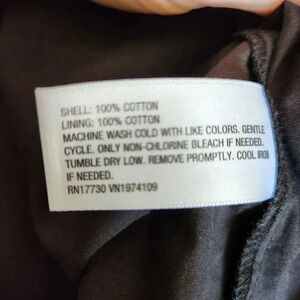 SHELL: 100% COTTON
LINING: 100% COTTON
MACHINE WASH COLD WITH LIKE COLORS. GENTLE
CYCLE. ONLY NON-CHLORINE BLEACH IF NEEDED.
TUMBLE DRY LOW. REMOVE PROMPTLY. COOL IRON
IF NEEDED.
RN17730 VN1974109